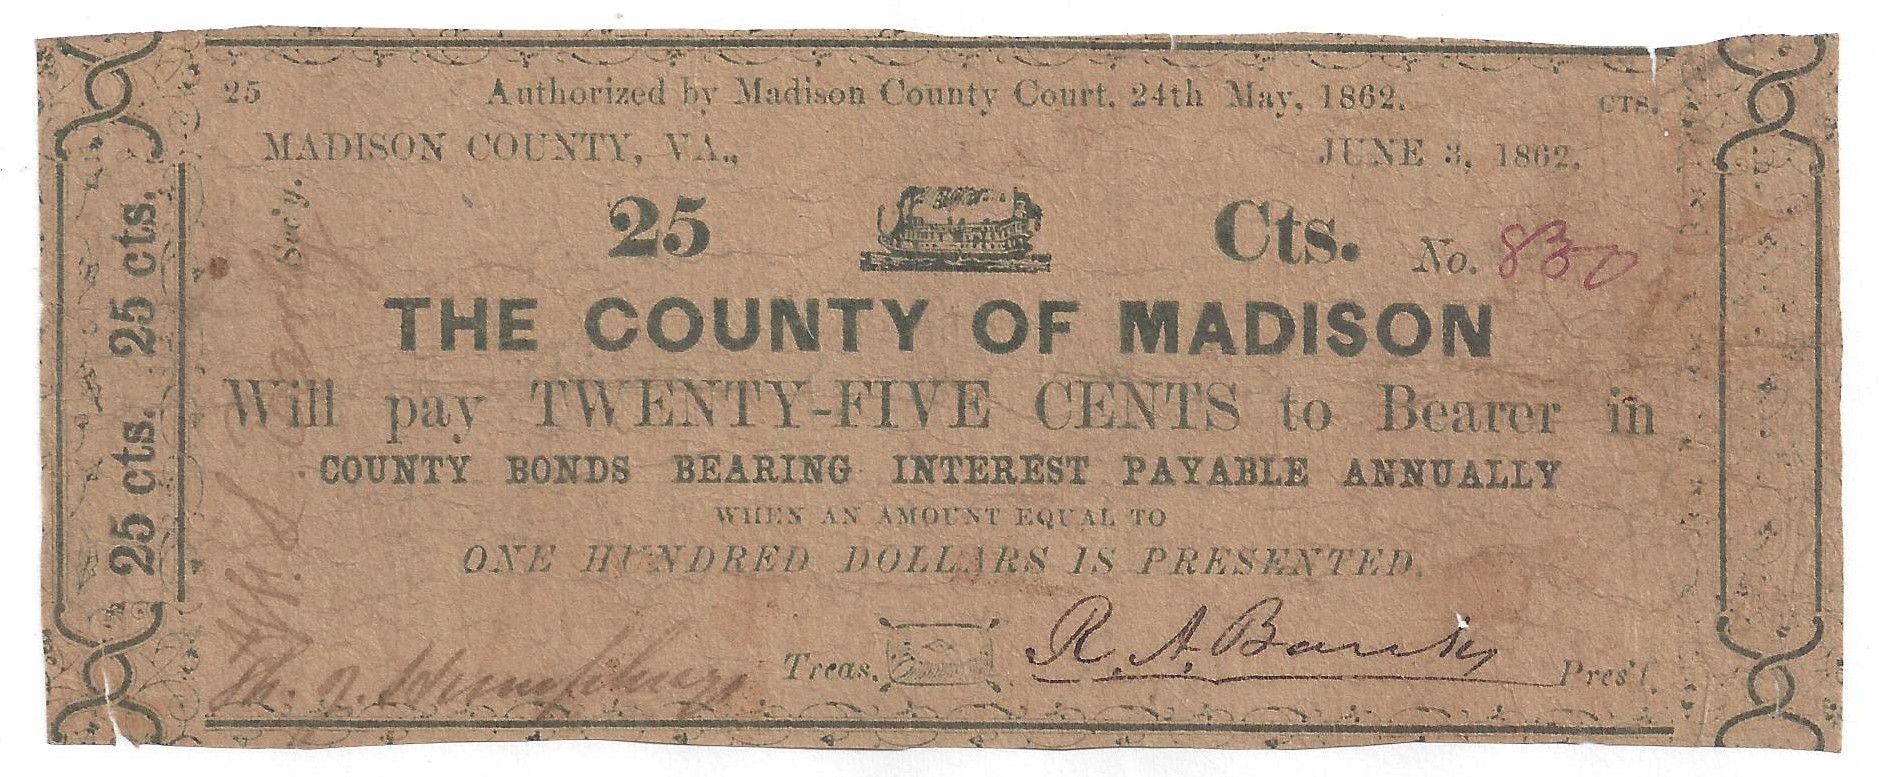 25 Authorized by Madison County Court. 24th May, 1862. CTS.
MADISON COUNTY, VA., JUNE 3, 1862.
25 Cts. No. 830
THE COUNTY OF MADISON
Will pay TWENTY-FIVE CENTS to Bearer in
COUNTY BONDS BEARING INTEREST PAYABLE ANNUALLY
WHEN AN AMOUNT EQUAL TO
ONE HUNDRED DOLLARS IS PRESENTED.
Treas. R. A. Banks Pres't.
25 cts. 25 cts.
Sec'y.